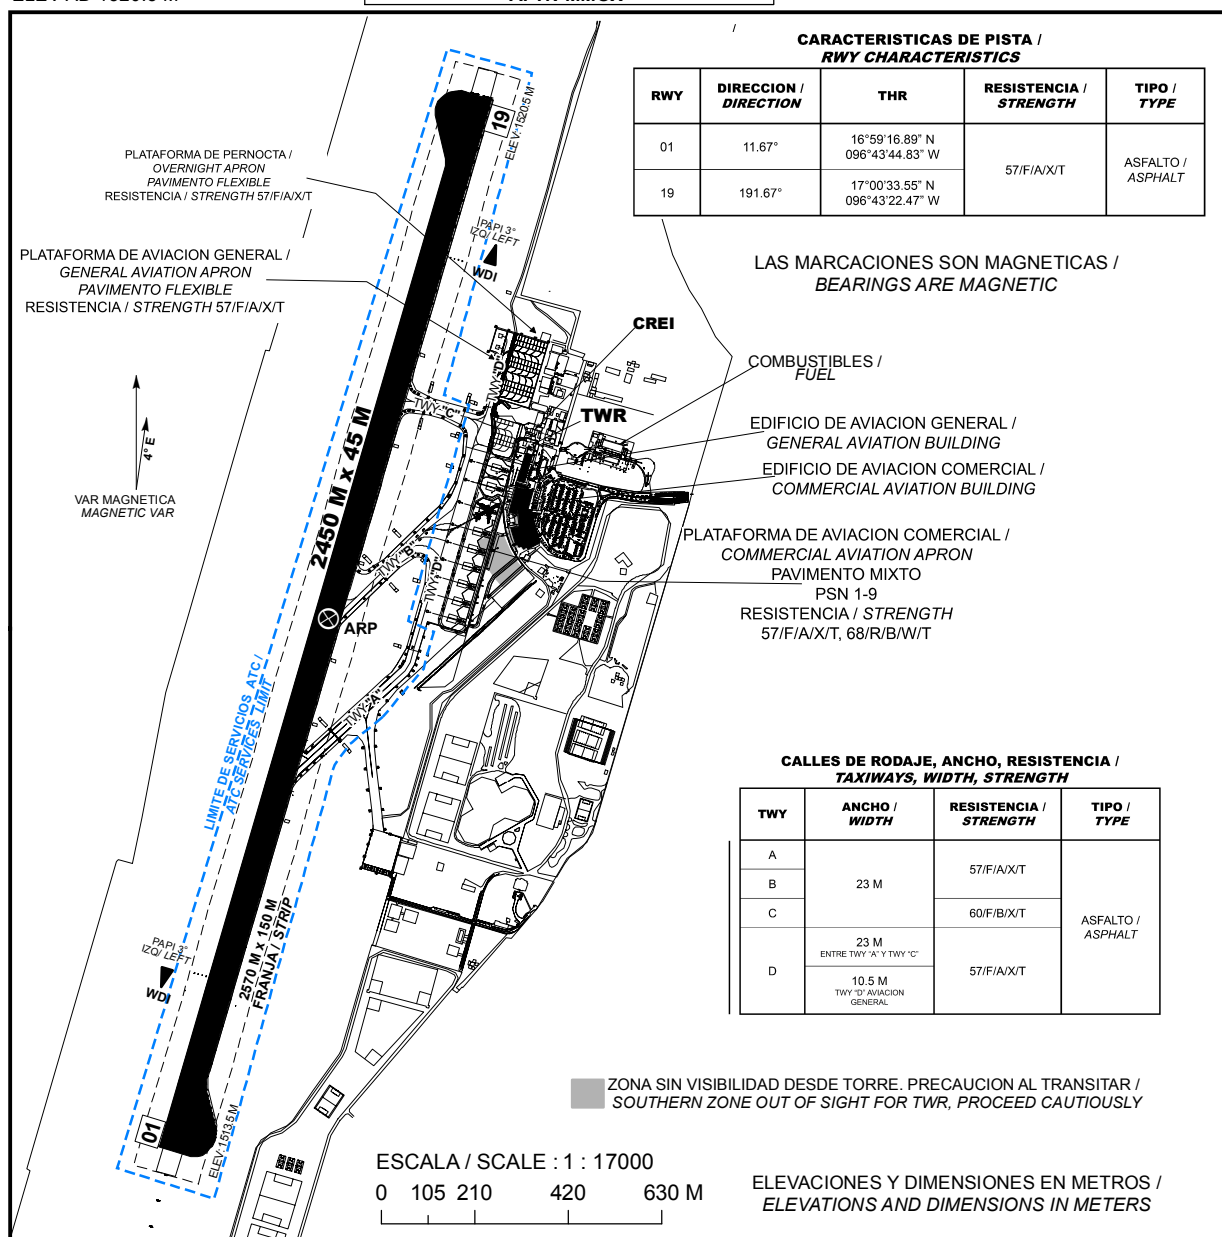 CARACTERISTICAS DE PISTA /
RWY CHARACTERISTICS
RWY
DIRECCION /
DIRECTION
THR
RESISTENCIA /
STRENGTH
TIPO /
TYPE
01
11.67°
16°59'16.89" N
096°43'44.83" W
57/F/A/X/T
ASFALTO /
ASPHALT
19
191.67°
17°00'33.55" N
096°43'22.47" W
LAS MARCACIONES SON MAGNETICAS /
BEARINGS ARE MAGNETIC
19
ELEV: 1520.5 M
PLATAFORMA DE PERNOCTA /
OVERNIGHT APRON
PAVIMENTO FLEXIBLE
RESISTENCIA / STRENGTH 57/F/A/X/T
PAPI 3°
IZQ/ LEFT
WDI
PLATAFORMA DE AVIACION GENERAL /
GENERAL AVIATION APRON
PAVIMENTO FLEXIBLE
RESISTENCIA / STRENGTH 57/F/A/X/T
CREI
COMBUSTIBLES /
FUEL
TWY "D"
TWY "C"
TWR
EDIFICIO DE AVIACION GENERAL /
GENERAL AVIATION BUILDING
EDIFICIO DE AVIACION COMERCIAL /
COMMERCIAL AVIATION BUILDING
4° E
VAR MAGNETICA
MAGNETIC VAR
2450 M x 45 M
PLATAFORMA DE AVIACION COMERCIAL /
COMMERCIAL AVIATION APRON
PAVIMENTO MIXTO
PSN 1-9
RESISTENCIA / STRENGTH
57/F/A/X/T, 68/R/B/W/T
TWY "B"
TWY "D"
ARP
TWY "A"
LIMITE DE SERVICIOS ATC /
ATC SERVICES LIMIT
CALLES DE RODAJE, ANCHO, RESISTENCIA /
TAXIWAYS, WIDTH, STRENGTH
TWY
ANCHO /
WIDTH
RESISTENCIA /
STRENGTH
TIPO /
TYPE
A
B
23 M
57/F/A/X/T
C
60/F/B/X/T
ASFALTO /
ASPHALT
D
23 M
ENTRE TWY "A" Y TWY "C"
10.5 M
TWY "D" AVIACION
GENERAL
57/F/A/X/T
2570 M x 150 M
FRANJA / STRIP
PAPI 3°
IZQ/ LEFT
WDI
01
ELEV: 1513.5 M
ZONA SIN VISIBILIDAD DESDE TORRE. PRECAUCION AL TRANSITAR /
SOUTHERN ZONE OUT OF SIGHT FOR TWR, PROCEED CAUTIOUSLY
ESCALA / SCALE : 1 : 17000
0 105 210 420 630 M
ELEVACIONES Y DIMENSIONES EN METROS /
ELEVATIONS AND DIMENSIONS IN METERS